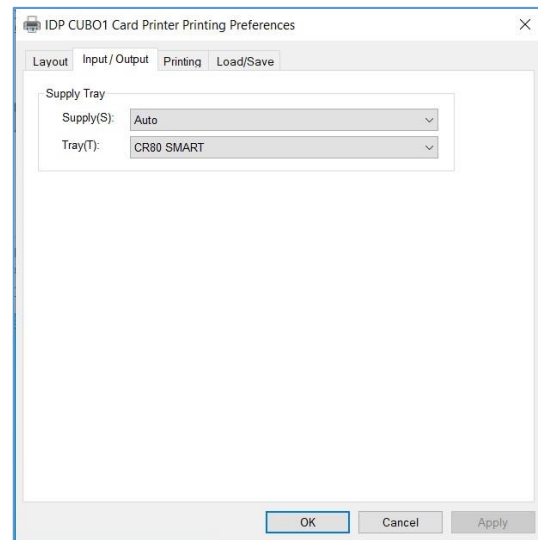 IDP CUBO1 Card Printer Printing Preferences
Layout Input / Output Printing Load/Save
Supply Tray
Supply(S): Auto
Tray(T): CR80 SMART
OK Cancel Apply